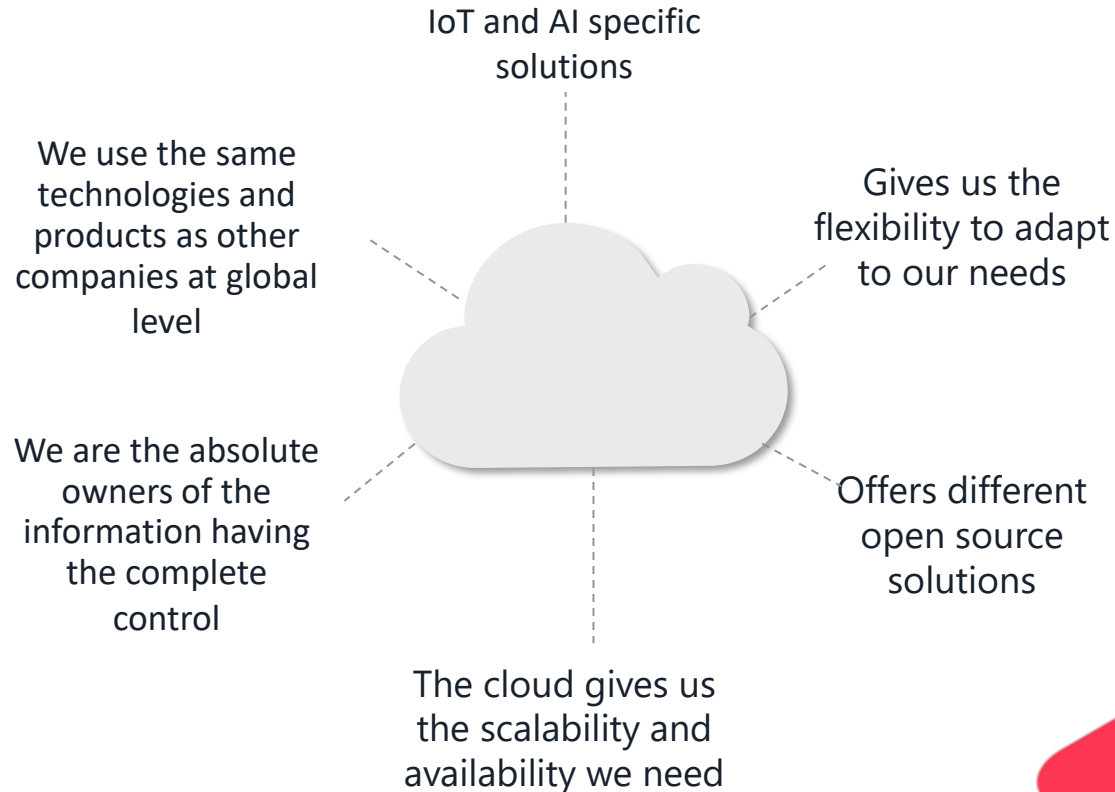 IoT and AI specific
solutions
We use the same
technologies and
products as other
companies at global
level
Gives us the
flexibility to adapt
to our needs
We are the absolute
owners of the
information having
the complete
control
Offers different
open source
solutions
The cloud gives us
the scalability and
availability we need